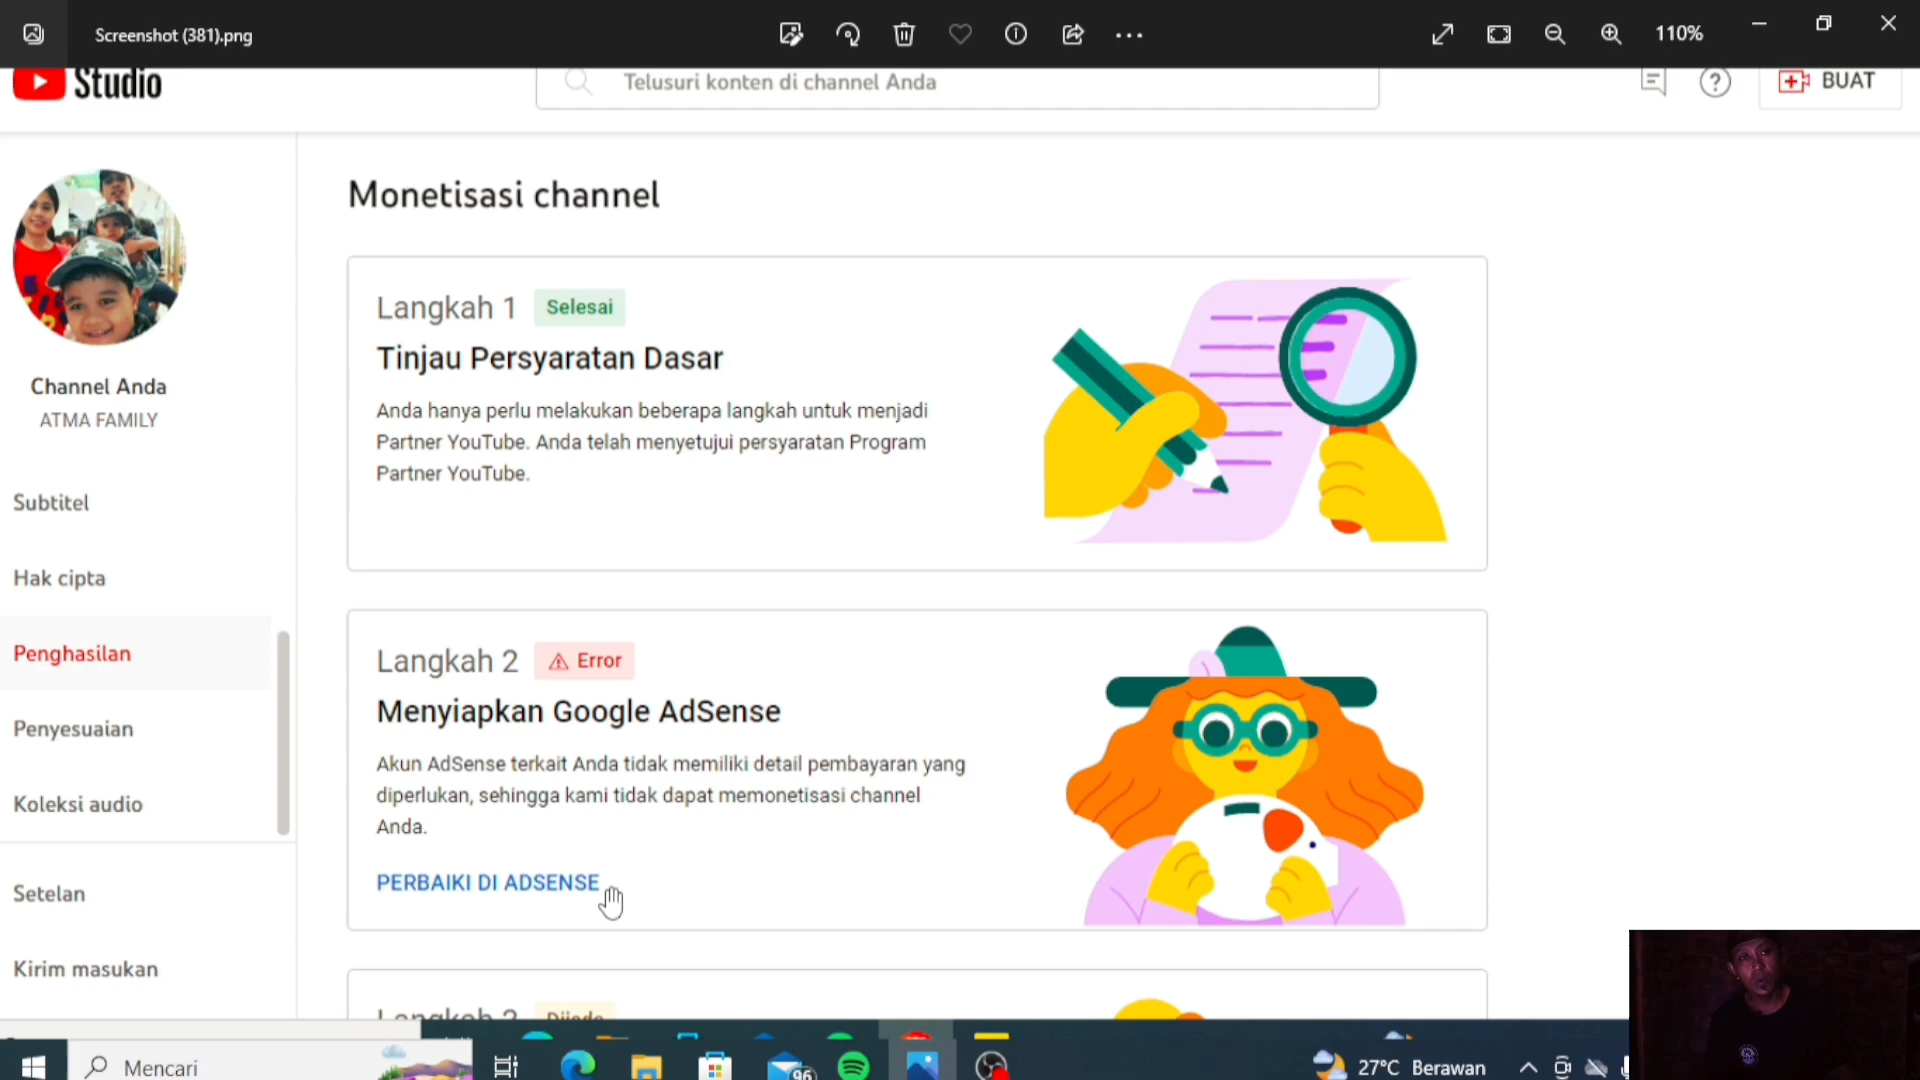 Screenshot (381).png
110%
Studio
Telusuri konten di channel Anda
BUAT
Channel Anda
ATMA FAMILY
Subtitel
Hak cipta
Penghasilan
Penyesuaian
Koleksi audio
Setelan
Kirim masukan
Monetisasi channel
Langkah 1 Selesai
Tinjau Persyaratan Dasar
Anda hanya perlu melakukan beberapa langkah untuk menjadi
Partner YouTube. Anda telah menyetujui persyaratan Program
Partner YouTube.
Langkah 2 Error
Menyiapkan Google AdSense
Akun AdSense terkait Anda tidak memiliki detail pembayaran yang
diperlukan, sehingga kami tidak dapat memonetisasi channel
Anda.
PERBAIKI DI ADSENSE
Mencari
96
27°C Berawan